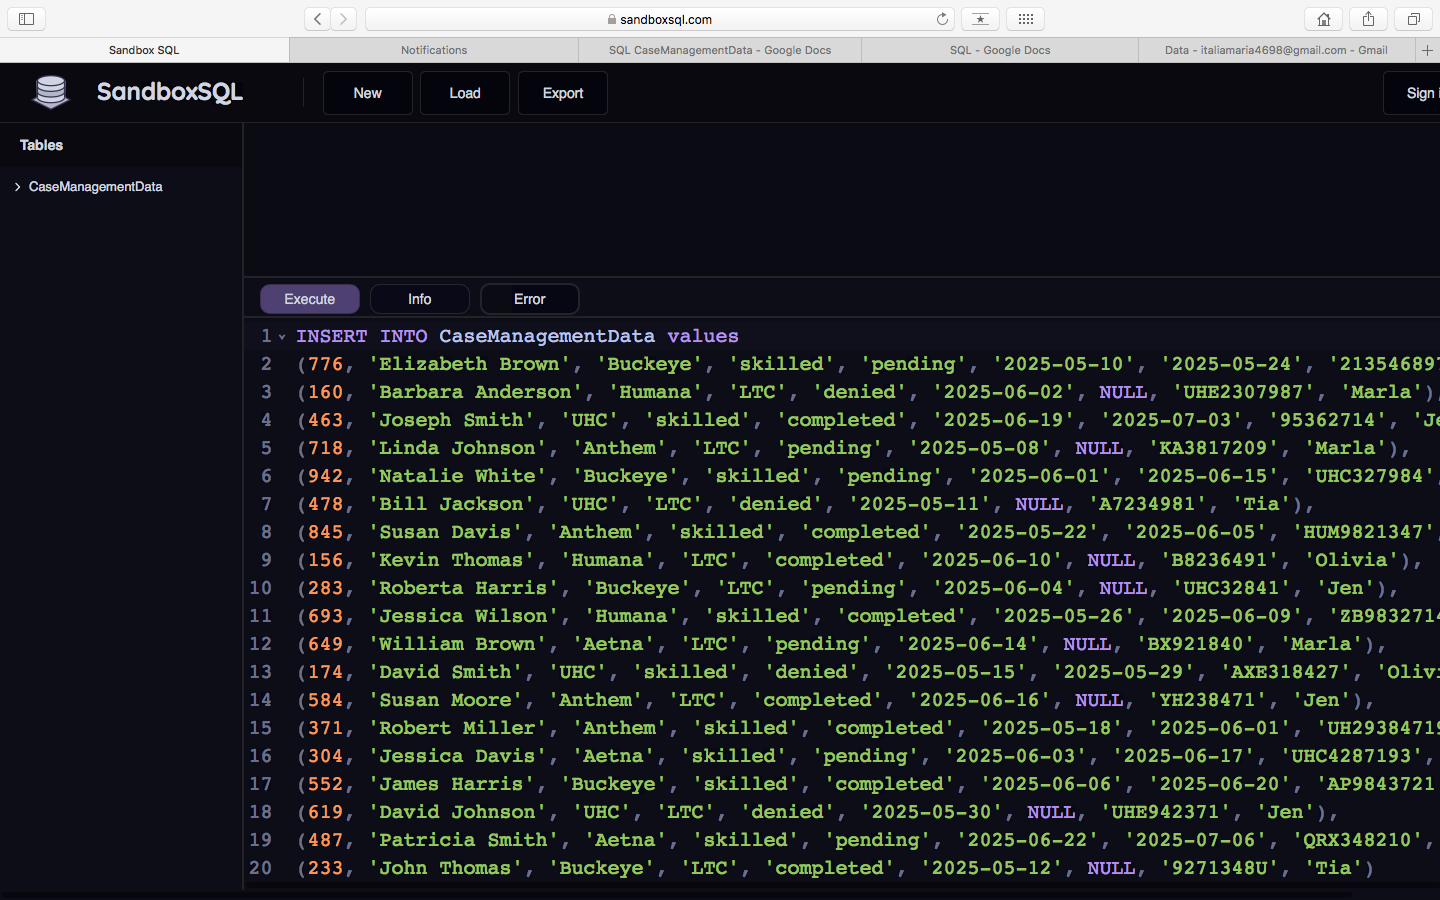 sandboxsql.com
Sandbox SQL
Notifications
SQL CaseManagementData - Google Docs
SQL - Google Docs
Data - italiamaria4698@gmail.com - Gmail
SandboxSQL
New
Load
Export
Sign i
Tables
CaseManagementData
Execute
Info
Error
1 INSERT INTO CaseManagementData values
2 (776, 'Elizabeth Brown', 'Buckeye', 'skilled', 'pending', '2025-05-10', '2025-05-24', '213546897
3 (160, 'Barbara Anderson', 'Humana', 'LTC', 'denied', '2025-06-02', NULL, 'UHE2307987', 'Marla'),
4 (463, 'Joseph Smith', 'UHC', 'skilled', 'completed', '2025-06-19', '2025-07-03', '95362714', 'Je
5 (718, 'Linda Johnson', 'Anthem', 'LTC', 'pending', '2025-05-08', NULL, 'KA3817209', 'Marla'),
6 (942, 'Natalie White', 'Buckeye', 'skilled', 'pending', '2025-06-01', '2025-06-15', 'UHC327984',
7 (478, 'Bill Jackson', 'UHC', 'LTC', 'denied', '2025-05-11', NULL, 'A7234981', 'Tia'),
8 (845, 'Susan Davis', 'Anthem', 'skilled', 'completed', '2025-05-22', '2025-06-05', 'HUM9821347',
9 (156, 'Kevin Thomas', 'Humana', 'LTC', 'completed', '2025-06-10', NULL, 'B8236491', 'Olivia'),
10 (283, 'Roberta Harris', 'Buckeye', 'LTC', 'pending', '2025-06-04', NULL, 'UHC32841', 'Jen'),
11 (693, 'Jessica Wilson', 'Humana', 'skilled', 'completed', '2025-05-26', '2025-06-09', 'ZB9832714
12 (649, 'William Brown', 'Aetna', 'LTC', 'pending', '2025-06-14', NULL, 'BX921840', 'Marla'),
13 (174, 'David Smith', 'UHC', 'skilled', 'denied', '2025-05-15', '2025-05-29', 'AXE318427', 'Olivi
14 (584, 'Susan Moore', 'Anthem', 'LTC', 'completed', '2025-06-16', NULL, 'YH238471', 'Jen'),
15 (371, 'Robert Miller', 'Anthem', 'skilled', 'completed', '2025-05-18', '2025-06-01', 'UH29384719
16 (304, 'Jessica Davis', 'Aetna', 'skilled', 'pending', '2025-06-03', '2025-06-17', 'UHC4287193',
17 (552, 'James Harris', 'Buckeye', 'skilled', 'completed', '2025-06-06', '2025-06-20', 'AP9843721
18 (619, 'David Johnson', 'UHC', 'LTC', 'denied', '2025-05-30', NULL, 'UHE942371', 'Jen'),
19 (487, 'Patricia Smith', 'Aetna', 'skilled', 'pending', '2025-06-22', '2025-07-06', 'QRX348210',
20 (233, 'John Thomas', 'Buckeye', 'LTC', 'completed', '2025-05-12', NULL, '9271348U', 'Tia')